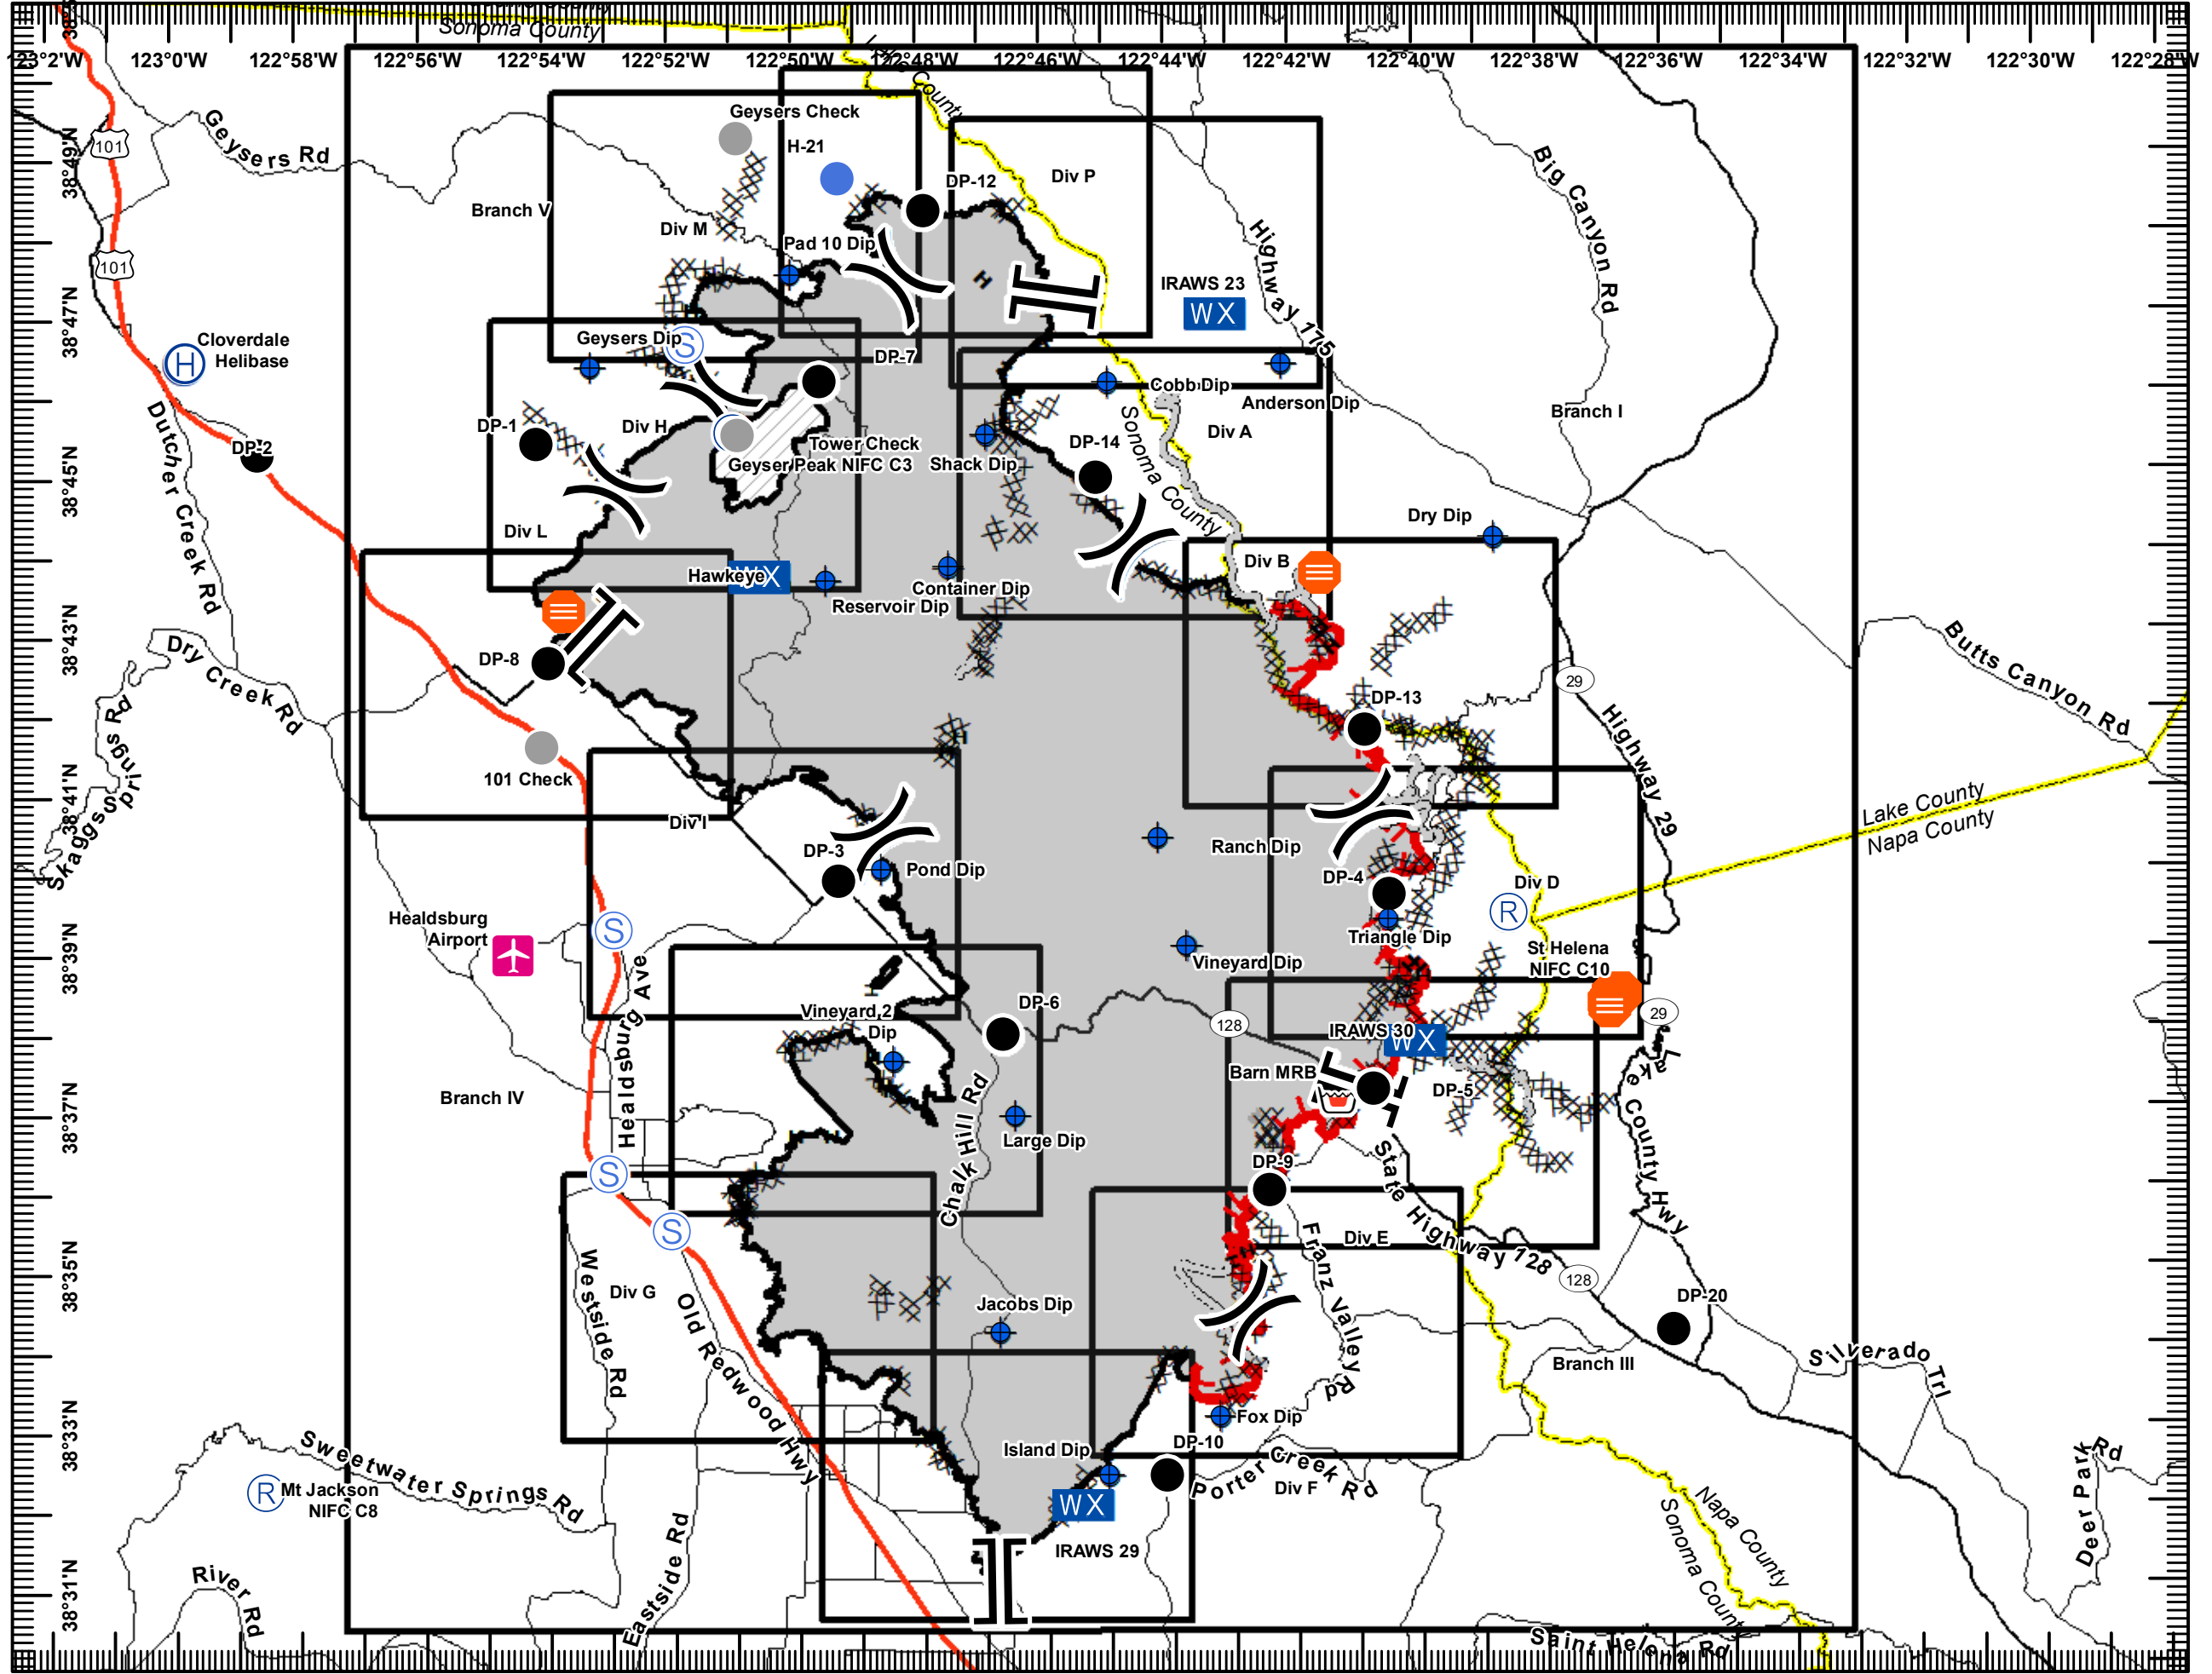 Sonoma County
123°2'W 123°0'W 122°58'W 122°56'W 122°54'W 122°52'W 122°50'W 122°48'W 122°46'W 122°44'W 122°42'W 122°40'W 122°38'W 122°36'W 122°34'W 122°32'W 122°30'W 122°28'W
38°49'N
38°47'N
38°45'N
38°43'N
38°41'N
38°39'N
38°37'N
38°35'N
38°33'N
38°31'N
County
Geysers Check
101
Geysers Rd
H-21
Div P
DP-12
Big Canyon Rd
Branch V
Div M
Pad 10 Dip
H
101
Highway 175
IRAWS 23
WX
Cloverdale
Helibase
H
Geysers Dip
S
DP-7
Cobb Dip
Anderson Dip
Branch I
Dutcher Creek Rd
DP-1
Div H
DP-2
Tower Check
Geyser Peak NIFC C3
Shack Dip
DP-14
Div A
Sonoma County
Div L
Dry Dip
Hawkeye
WX
Div B
Container Dip
Reservoir Dip
DP-8
Dry Creek Rd
Butts Canyon Rd
29
DP-13
Highway 29
Skaggs Springs Rd
H
101 Check
Div I
Lake County
Napa County
DP-3
Ranch Dip
Pond Dip
DP-4
Div D
R
Healdsburg
Airport
S
Triangle Dip
St Helena
NIFC C10
Vineyard Dip
Healdsburg Ave
DP-6
Vineyard 2
Dip
128
29
IRAWS 30
WX
Lake County Hwy
Barn MRB
DP-5
Branch IV
Large Dip
Chalk Hill Rd
State Highway 128
DP-9
S
S
Div E
Franz Valley Rd
128
Westside Rd
Div G
Old Redwood Hwy
Jacobs Dip
DP-20
Silverado Trl
Branch III
Fox Dip
DP-10
Island Dip
Porter Creek Rd
Div F
Sweetwater Springs Rd
R
Mt Jackson
NIFC C8
WX
IRAWS 29
Napa County
Sonoma County
Deer Park Rd
River Rd
Eastside Rd
Saint Helena Rd